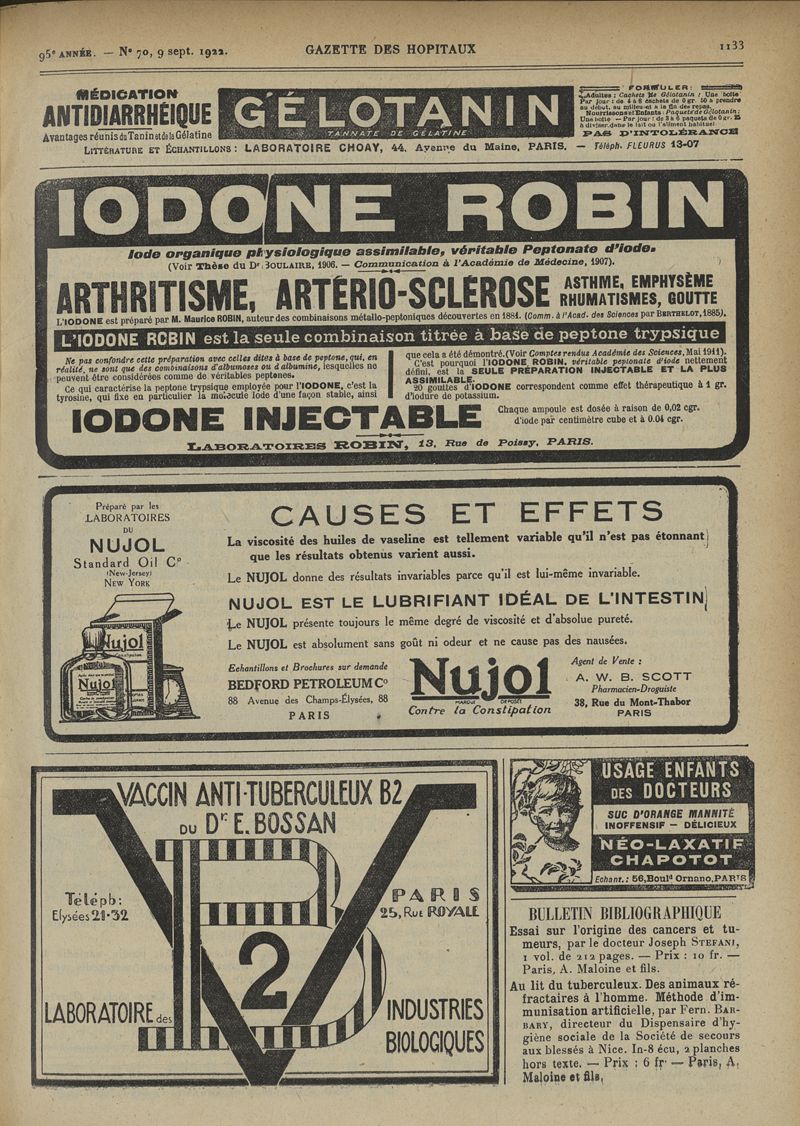 95e ANNÉE. — No 70, 9 sept. 1922.
GAZETTE DES HOPITAUX
1133
MÉDICATION
ANTIDIARRHÉIQUE
Avantages réunis du Tanin et de la Gélatine
GÉLOTANIN
TANNATE DE GÉLATINE
FORMULER:
Adultes : Cachets de Gélotanin : Une boîte
Par jour : de 4 à 8 cachets de 0 gr. 50 à prendre
au début, au milieu et à la fin des repas.
Nourrissons et Enfants : Paquets de Gélotanin :
Une boîte — Par jour : de 3 à 6 paquets de 0 gr. 25
à diviser dans le lait ou l'aliment habituel
PAS D'INTOLÉRANCE
LITTÉRATURE ET ÉCHANTILLONS : LABORATOIRE CHOAY, 44, Avenue du Maine, PARIS. — Téléph. FLEURUS 13-07
IODONE ROBIN
Iode organique physiologique assimilable, véritable Peptonate d'iode.
(Voir Thèse du Dr BOULAIRE, 1906. — Communication à l'Académie de Médecine, 1907).
ARTHRITISME, ARTÉRIO-SCLÉROSE
ASTHME, EMPHYSÈME
RHUMATISMES, GOUTTE
L'IODONE est préparé par M. Maurice ROBIN, auteur des combinaisons métallo-peptoniques découvertes en 1881. (Comm. à l'Acad. des Sciences par BERTHELOT, 1885).
L'IODONE ROBIN est la seule combinaison titrée à base de peptone trypsique
Ne pas confondre cette préparation avec celles dites à base de peptone, qui, en
réalité, ne sont que des combinaisons d'albumoses ou d'albumine, lesquelles ne
peuvent être considérées comme de véritables peptones.
Ce qui caractérise la peptone trypsique employée pour l'IODONE, c'est la
tyrosine, qui fixe en particulier la molécule Iode d'une façon stable, ainsi
que cela a été démontré. (Voir Comptes rendus Académie des Sciences, Mai 1911).
C'est pourquoi l'IODONE ROBIN, véritable peptonate d'iode nettement
défini, est la SEULE PRÉPARATION INJECTABLE ET LA PLUS
ASSIMILABLE.
20 gouttes d'IODONE correspondent comme effet thérapeutique à 1 gr.
d'iodure de potassium.
IODONE INJECTABLE
Chaque ampoule est dosée à raison de 0,02 cgr.
d'iode par centimètre cube et à 0.04 cgr.
LABORATOIRES ROBIN, 13, Rue de Poissy, PARIS.
Préparé par les
LABORATOIRES
DU
NUJOL
Standard Oil Co
(New-Jersey)
NEW YORK
Nujol
Nujol
CAUSES ET EFFETS
La viscosité des huiles de vaseline est tellement variable qu'il n'est pas étonnant
que les résultats obtenus varient aussi.
Le NUJOL donne des résultats invariables parce qu'il est lui-même invariable.
NUJOL EST LE LUBRIFIANT IDÉAL DE L'INTESTIN
Le NUJOL présente toujours le même degré de viscosité et d'absolue pureté.
Le NUJOL est absolument sans goût ni odeur et ne cause pas des nausées.
Echantillons et Brochures sur demande
BEDFORD PETROLEUM Co
88 Avenue des Champs-Élysées, 88
PARIS
Nujol
MARQUE DÉPOSÉE
Contre la Constipation
Agent de Vente :
A. W. B. SCOTT
Pharmacien-Droguiste
38, Rue du Mont-Thabor
PARIS
VACCIN ANTI-TUBERCULEUX B2
DU Dr. E. BOSSAN
Téléph:
Elysées 21-32
PARIS
25, Rue ROYALE
VB
2
LABORATOIRE des
INDUSTRIES
BIOLOGIQUES
USAGE ENFANTS
DES DOCTEURS
SUC D'ORANGE MANNITÉ
INOFFENSIF — DÉLICIEUX
NÉO-LAXATIF
CHAPOTOT
Echant.: 56, Bould Ornano, PARIS
BULLETIN BIBLIOGRAPHIQUE
Essai sur l'origine des cancers et tu-
meurs, par le docteur Joseph STEFANI,
1 vol. de 212 pages. — Prix : 10 fr. —
Paris, A. Maloine et fils.
Au lit du tuberculeux. Des animaux ré-
fractaires à l'homme. Méthode d'im-
munisation artificielle, par Fern. BAR-
BARY, directeur du Dispensaire d'hy-
giène sociale de la Société de secours
aux blessés à Nice. In-8 écu, 2 planches
hors texte. — Prix : 6 fr. — Paris, A.
Maloine et fils,